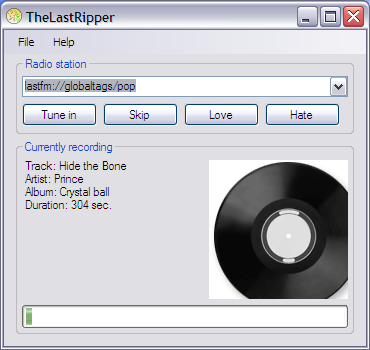 TheLastRipper
File Help
Radio station
lastfm://globaltags/pop
Tune in Skip Love Hate
Currently recording
Track: Hide the Bone
Artist: Prince
Album: Crystal ball
Duration: 304 sec.